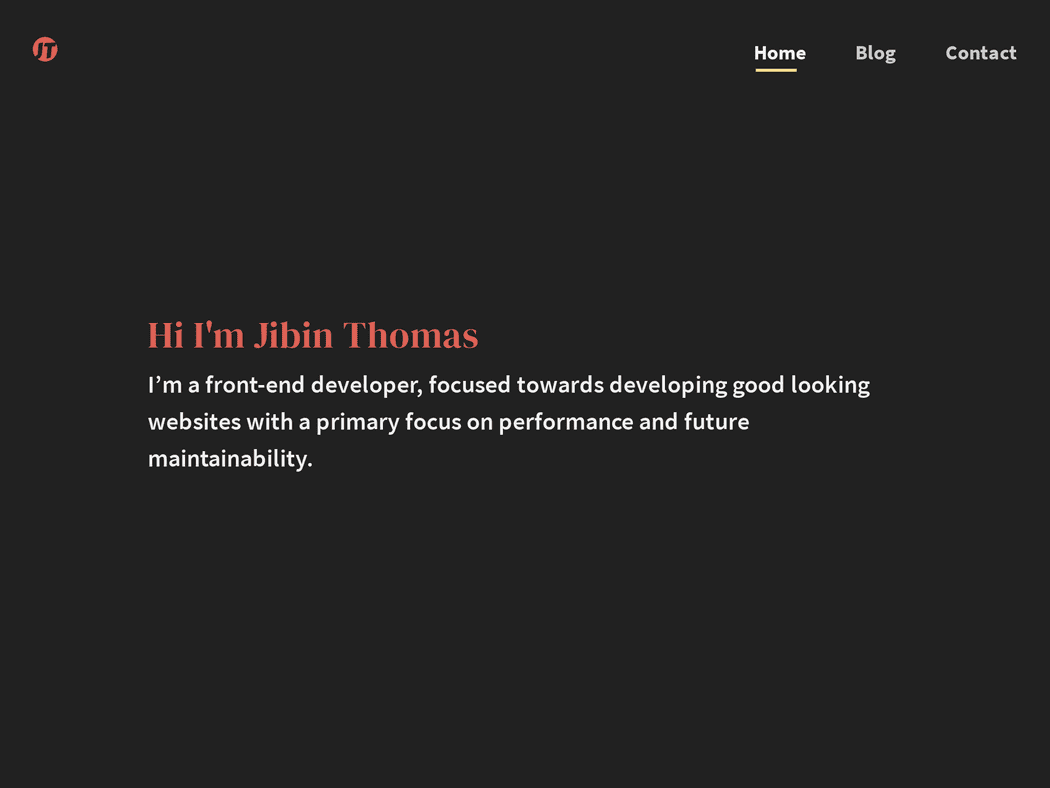 JT
Home Blog Contact
Hi I'm Jibin Thomas
I’m a front-end developer, focused towards developing good looking
websites with a primary focus on performance and future
maintainability.